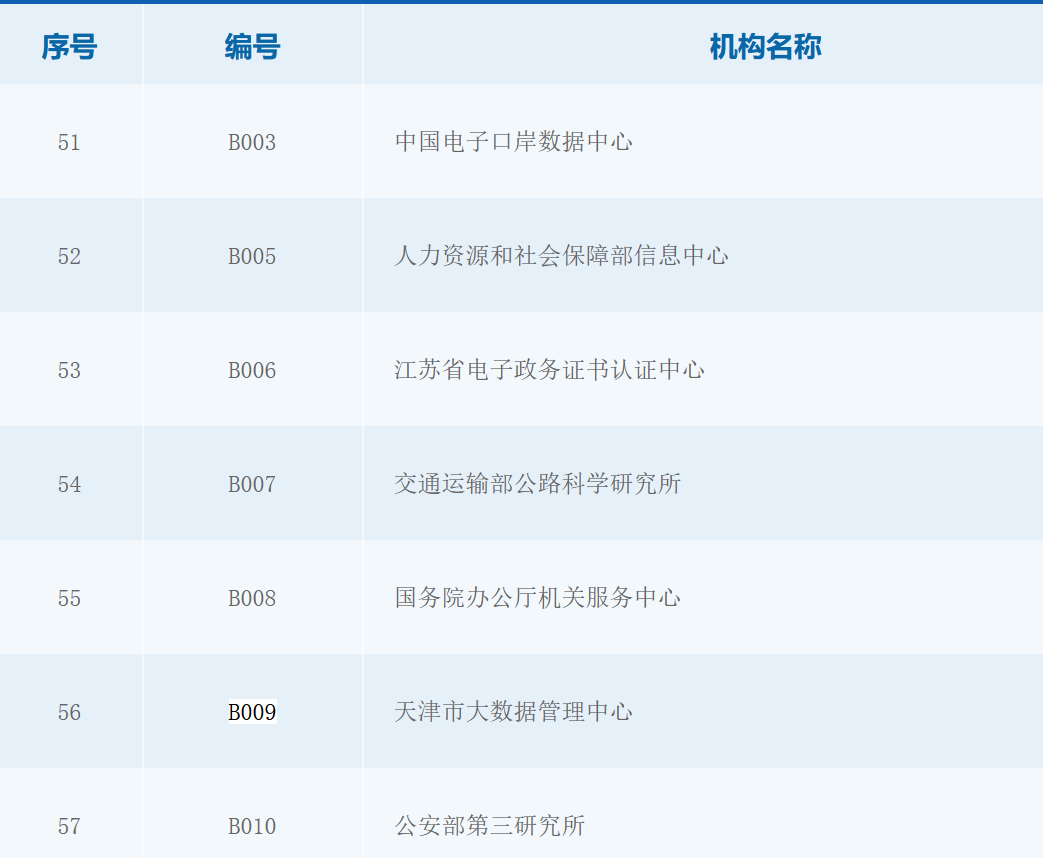 序号 编号 机构名称
51 B003 中国电子口岸数据中心
52 B005 人力资源和社会保障部信息中心
53 B006 江苏省电子政务证书认证中心
54 B007 交通运输部公路科学研究所
55 B008 国务院办公厅机关服务中心
56 B009 天津市大数据管理中心
57 B010 公安部第三研究所